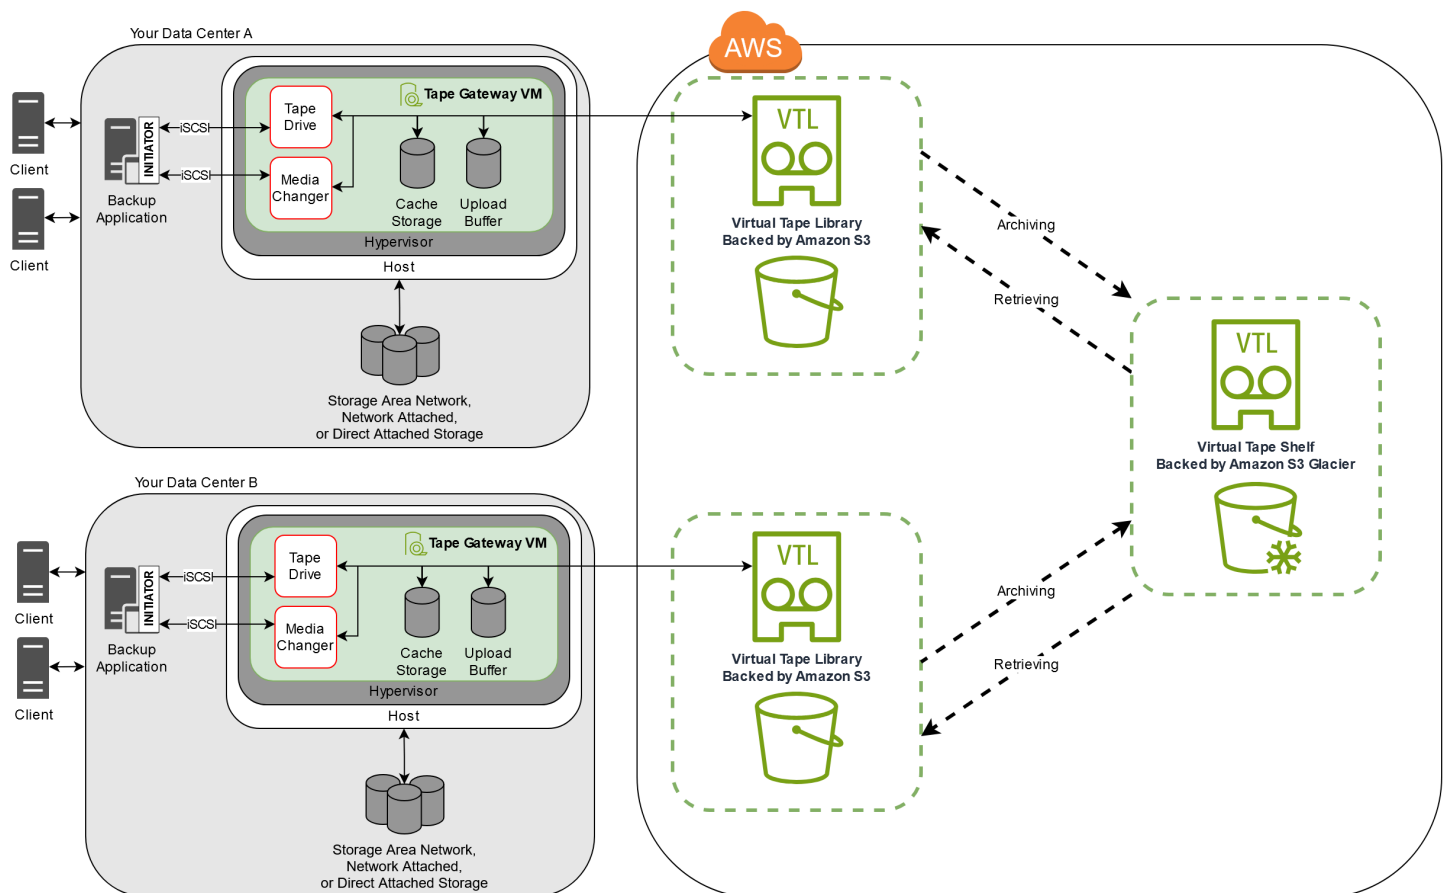 Your Data Center A
AWS
Tape Gateway VM
Tape
Drive
VTL
iSCSI
INITIATOR
Client
iSCSI
Media
Changer
Backup
Application
Cache
Storage
Upload
Buffer
Hypervisor
Host
Client
Virtual Tape Library
Backed by Amazon S3
Archiving
Retrieving
Storage Area Network,
Network Attached,
or Direct Attached Storage
VTL
Virtual Tape Shelf
Backed by Amazon S3 Glacier
Your Data Center B
Tape Gateway VM
Tape
Drive
VTL
iSCSI
INITIATOR
Client
iSCSI
Media
Changer
Backup
Application
Cache
Storage
Upload
Buffer
Hypervisor
Host
Client
Virtual Tape Library
Backed by Amazon S3
Archiving
Retrieving
Storage Area Network,
Network Attached,
or Direct Attached Storage